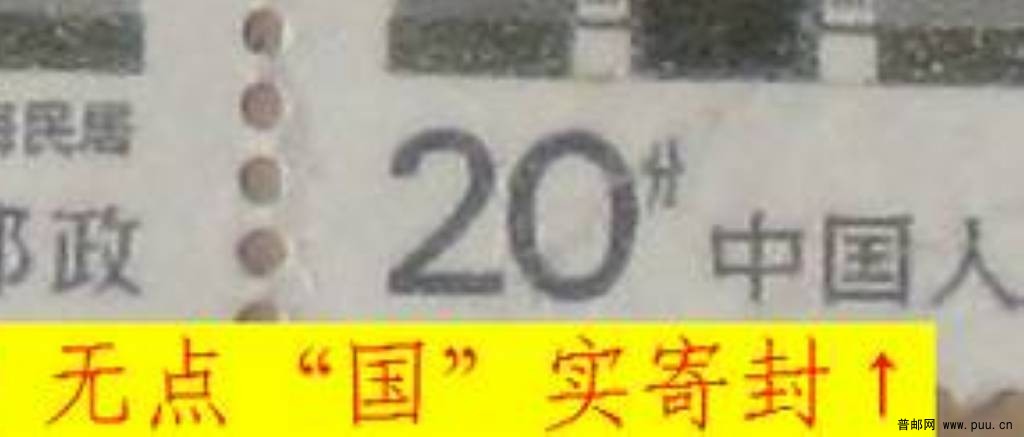 海民居
邮政
20分 中国人
无点“国”实寄封↑
普邮网 www.puu.cn